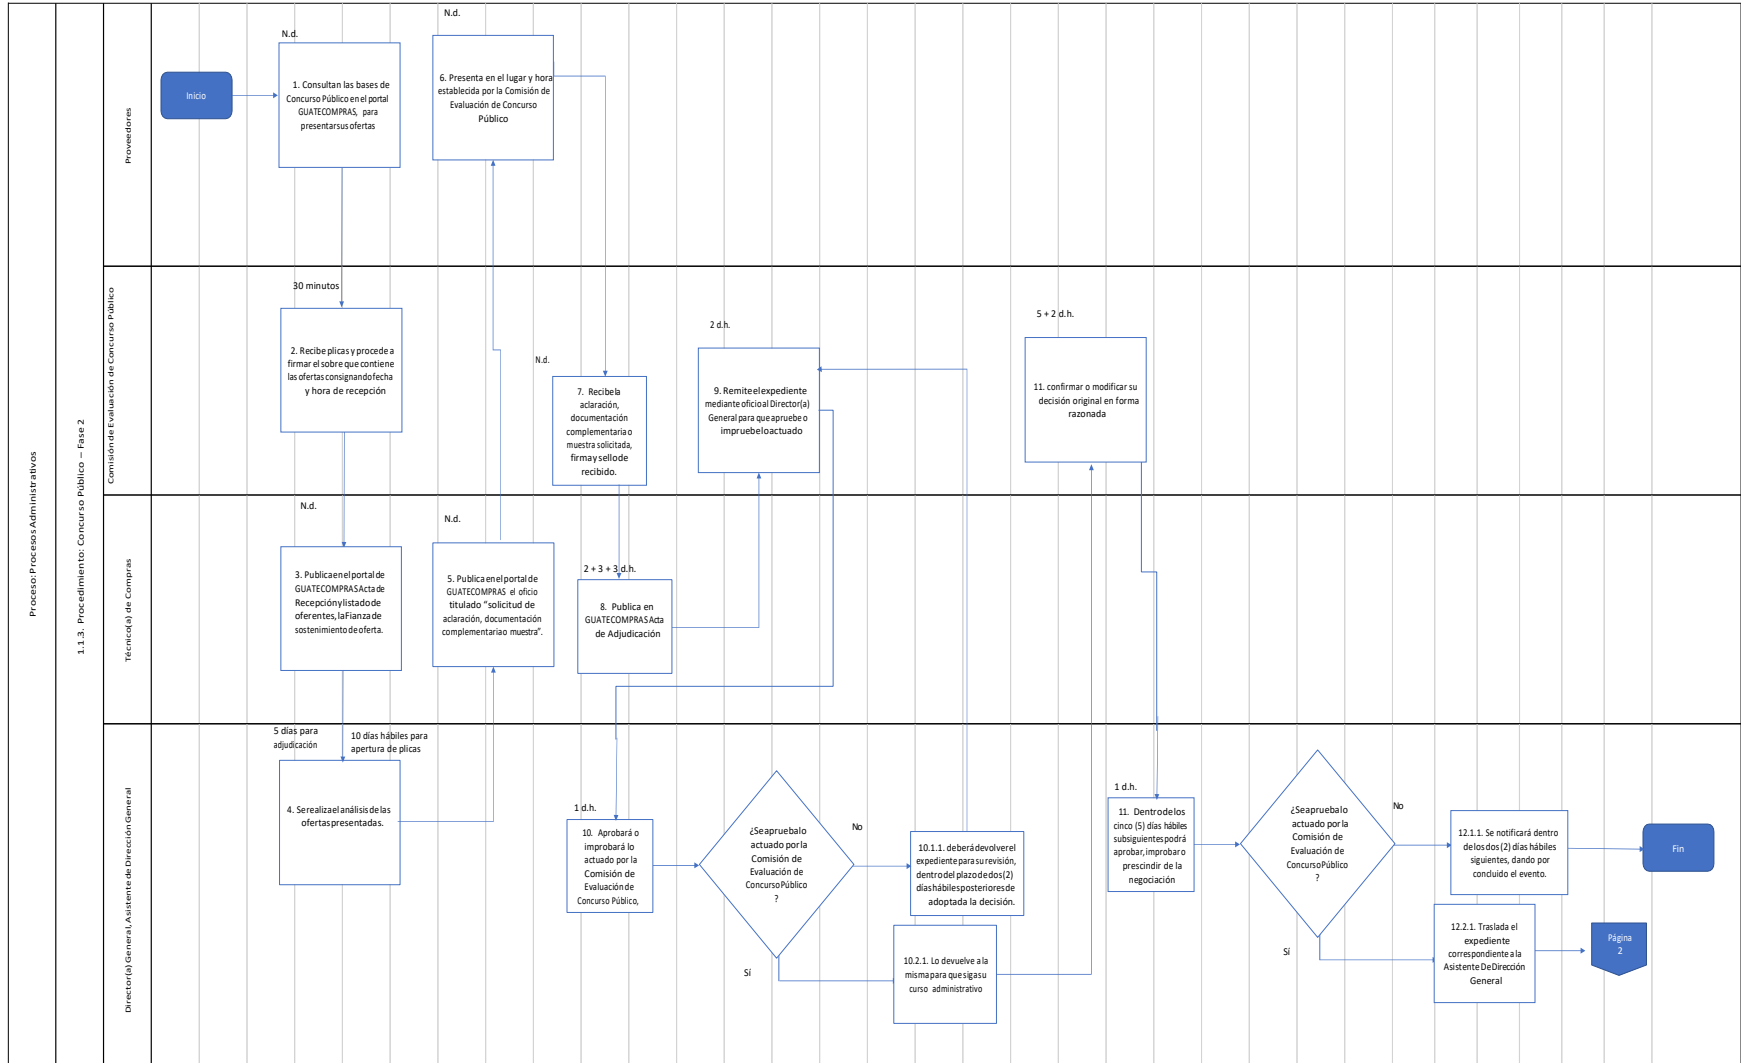 Proceso: Procesos Administrativos
1.1.3. Procedimiento: Concurso Público – Fase 2
Proveedores
Inicio
N.d.
1. Consultan las bases de
Concurso Público en el portal
GUATECOMPRAS, para
presentar sus ofertas
N.d.
6. Presenta en el lugar y hora
establecida por la Comisión de
Evaluación de Concurso
Público
Comisión de Evaluación de Concurso Público
30 minutos
2. Recibe plicas y procede a
firmar el sobre que contiene
las ofertas consignando fecha
y hora de recepción
N.d.
7. Recibe la
aclaración,
documentación
complementaria o
muestra solicitada,
firma y sello de
recibido.
2 d.h.
9. Remite el expediente
mediante oficio al Director(a)
General para que apruebe o
impruebe lo actuado
5 + 2 d.h.
11. confirmar o modificar su
decisión original en forma
razonada
Técnico(a) de Compras
N.d.
3. Publica en el portal de
GUATECOMPRAS Acta de
Recepción y listado de
oferentes, la Fianza de
sostenimiento de oferta.
N.d.
5. Publica en el portal de
GUATECOMPRAS el oficio
titulado "solicitud de
aclaración, documentación
complementaria o muestra".
2 + 3 + 3 d.h.
8. Publica en
GUATECOMPRAS Acta
de Adjudicación
Director(a) General, Asistente de Dirección General
5 días para
adjudicación
10 días hábiles para
apertura de plicas
4. Se realiza el análisis de las
ofertas presentadas.
1 d.h.
10. Aprobará o
improbará lo
actuado por la
Comisión de
Evaluación de
Concurso Público,
¿Se aprueba lo
actuado por la
Comisión de
Evaluación de
Concurso Público
?
No
Sí
10.1.1. deberá devolver el
expediente para su revisión,
dentro del plazo de dos (2)
días hábiles posteriores de
adoptada la decisión.
10.2.1. Lo devuelve a la
misma para que siga su
curso administrativo
1 d.h.
11. Dentro de los
cinco (5) días hábiles
subsiguientes podrá
aprobar, improbar o
prescindir de la
negociación
¿Se aprueba lo
actuado por la
Comisión de
Evaluación de
Concurso Público
?
No
Sí
12.1.1. Se notificará dentro
de los dos (2) días hábiles
siguientes, dando por
concluido el evento.
Fin
12.2.1. Traslada el
expediente
correspondiente a la
Asistente De Dirección
General
Página
2